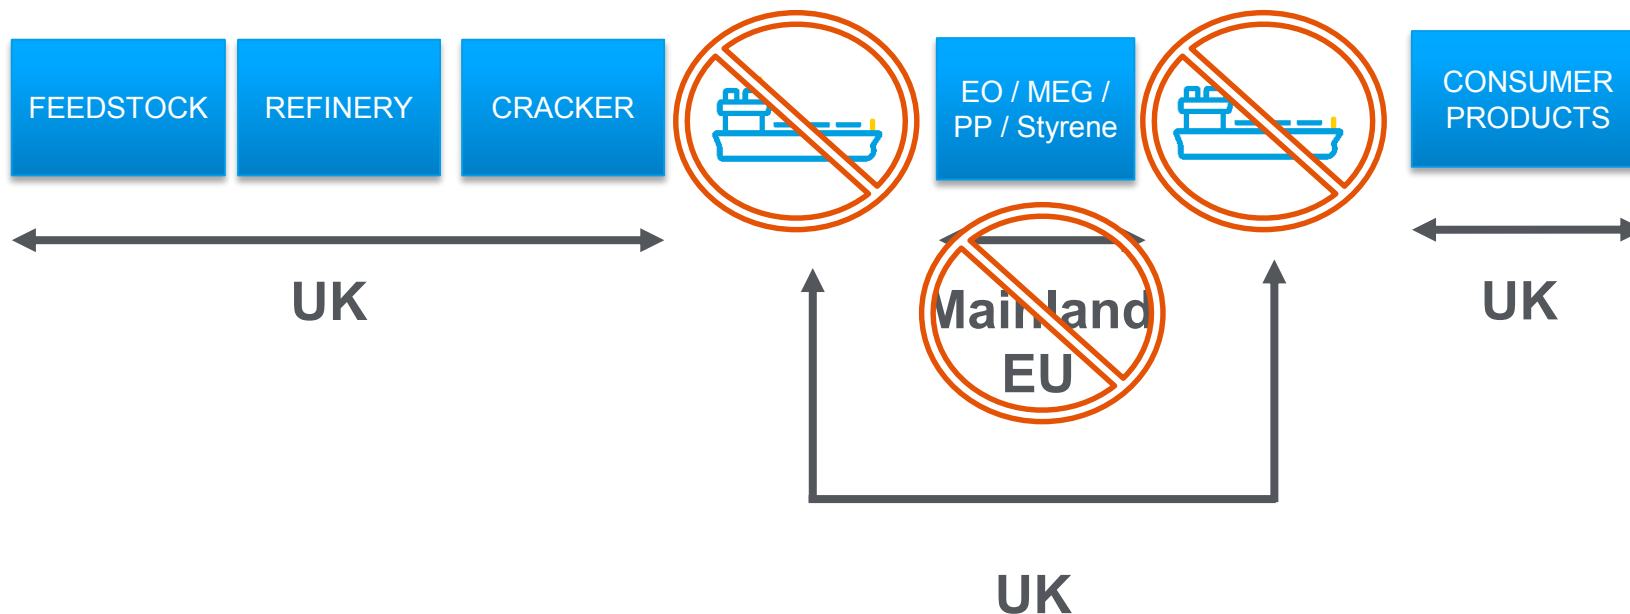 FEEDSTOCK
REFINERY
CRACKER
EO / MEG /
PP / Styrene
CONSUMER
PRODUCTS
UK
Mainland
EU
UK
UK